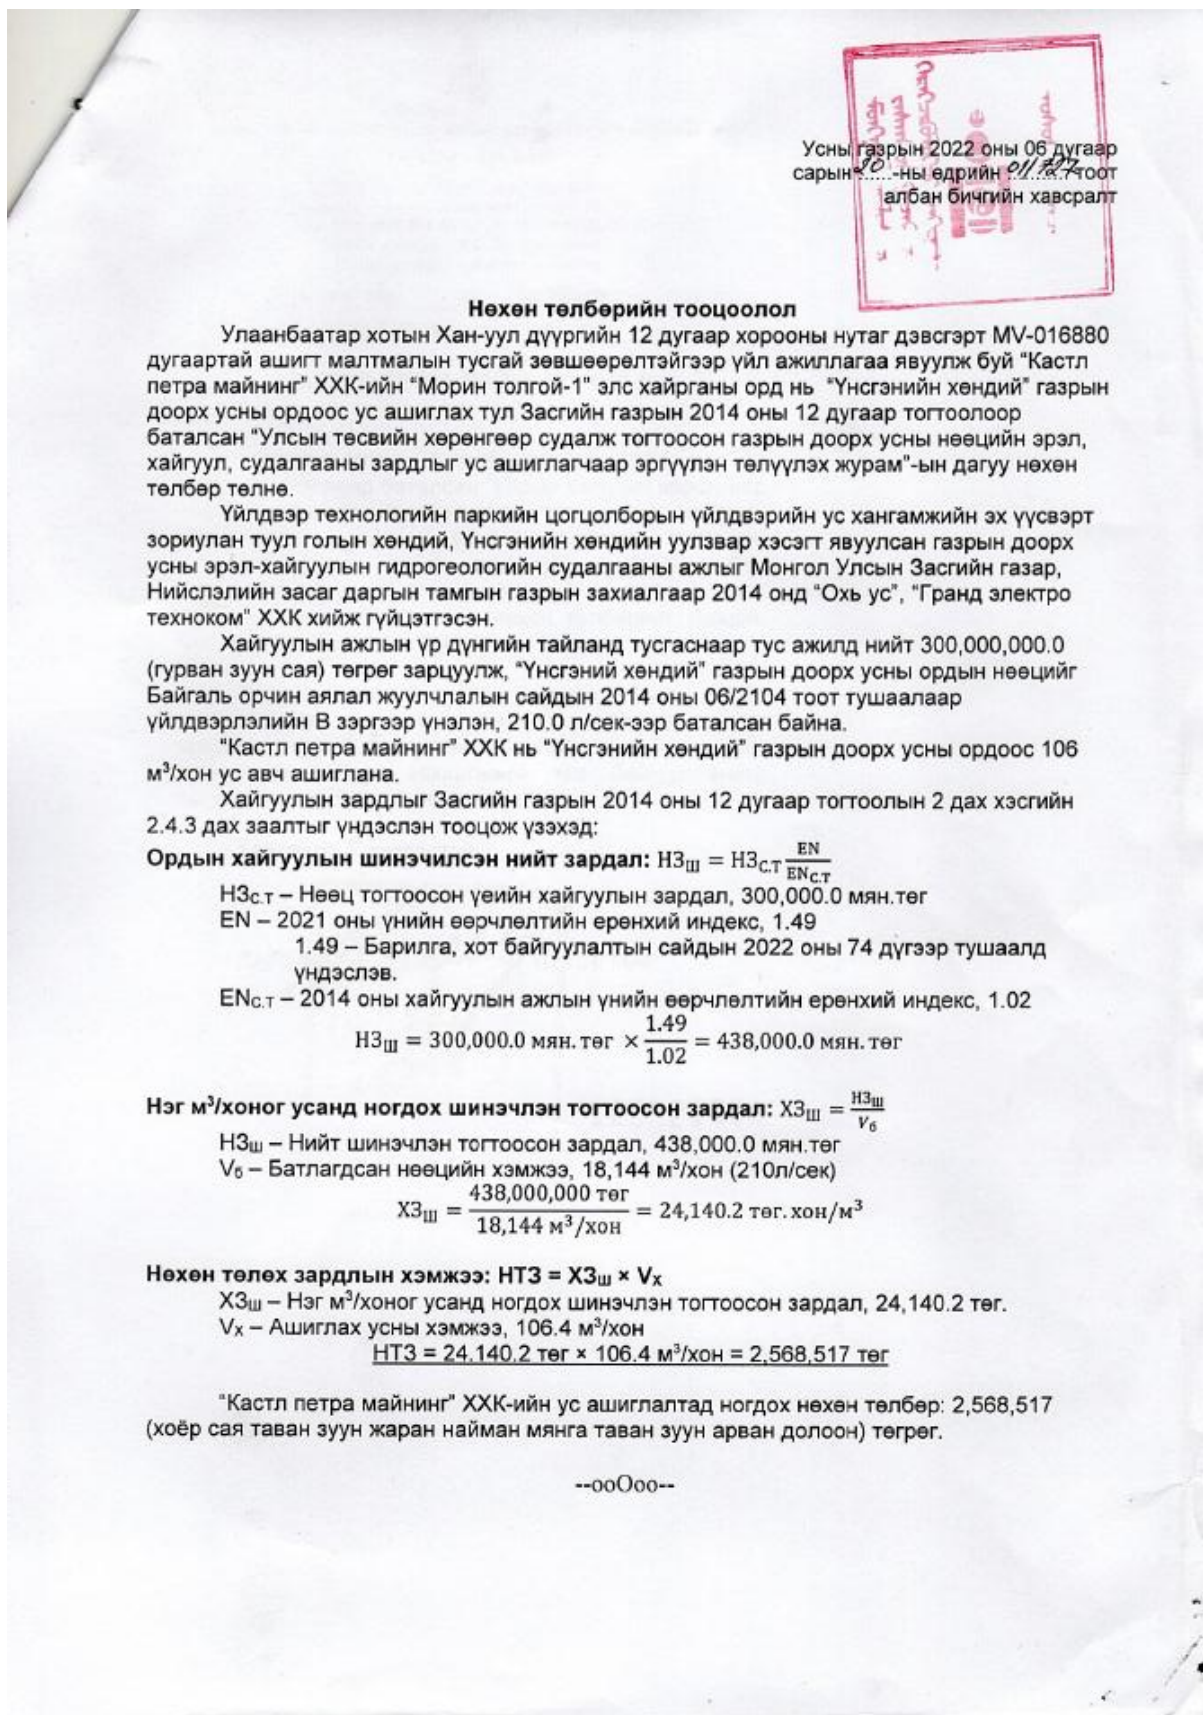 Усны газрын 2022 оны 06 дугаар
сарын 20 -ны өдрийн 01/727 тоот
албан бичгийн хавсралт
Нөхөн төлбөрийн тооцоолол
Улаанбаатар хотын Хан-уул дүүргийн 12 дугаар хорооны нутаг дэвсгэрт MV-016880
дугаартай ашигт малтмалын тусгай зөвшөөрөлтэйгээр үйл ажиллагаа явуулж буй “Кастл
петра майнинг” ХХК-ийн “Морин толгой-1” элс хайрганы орд нь “Үнсгэнийн хөндий” газрын
доорх усны ордоос ус ашиглах тул Засгийн газрын 2014 оны 12 дугаар тогтоолоор
баталсан “Улсын төсвийн хөрөнгөөр судалж тогтоосон газрын доорх усны нөөцийн эрэл,
хайгуул, судалгааны зардлыг ус ашиглагчаар эргүүлэн төлүүлэх журам”-ын дагуу нөхөн
төлбөр төлнө.
Үйлдвэр технологийн паркийн цогцолборын үйлдвэрийн ус хангамжийн эх үүсвэрт
зориулан туул голын хөндий, Үнсгэнийн хөндийн уулзвар хэсэгт явуулсан газрын доорх
усны эрэл-хайгуулын гидрогеологийн судалгааны ажлыг Монгол Улсын Засгийн газар,
Нийслэлийн засаг даргын тамгын газрын захиалгаар 2014 онд “Охь ус”, “Гранд электро
техноком” ХХК хийж гүйцэтгэсэн.
Хайгуулын ажлын үр дүнгийн тайланд тусгаснаар тус ажилд нийт 300,000,000.0
(гурван зуун сая) төгрөг зарцуулж, “Үнсгэний хөндий” газрын доорх усны ордын нөөцийг
Байгаль орчин аялал жуулчлалын сайдын 2014 оны 06/2104 тоот тушаалаар
үйлдвэрлэлийн В зэргээр үнэлэн, 210.0 л/сек-ээр баталсан байна.
“Кастл петра майнинг” ХХК нь “Үнсгэнийн хөндий” газрын доорх усны ордоос 106
м³/хон ус авч ашиглана.
Хайгуулын зардлыг Засгийн газрын 2014 оны 12 дугаар тогтоолын 2 дах хэсгийн
2.4.3 дах заалтыг үндэслэн тооцож үзэхэд:
Ордын хайгуулын шинэчилсэн нийт зардал: НЗш = НЗс.т EN/ENс.т
НЗс.т – Нөөц тогтоосон үеийн хайгуулын зардал, 300,000.0 мян.төг
EN – 2021 оны үнийн өөрчлөлтийн ерөнхий индекс, 1.49
1.49 – Барилга, хот байгуулалтын сайдын 2022 оны 74 дүгээр тушаалд
үндэслэв.
ENс.т – 2014 оны хайгуулын ажлын үнийн өөрчлөлтийн ерөнхий индекс, 1.02
НЗш = 300,000.0 мян. төг × 1.49/1.02 = 438,000.0 мян. төг
Нэг м³/хоног усанд ногдох шинэчлэн тогтоосон зардал: ХЗш = НЗш/Vб
НЗш – Нийт шинэчлэн тогтоосон зардал, 438,000.0 мян.төг
Vб – Батлагдсан нөөцийн хэмжээ, 18,144 м³/хон (210л/сек)
ХЗш = 438,000,000 төг/18,144 м³/хон = 24,140.2 төг. хон/м³
Нөхөн төлөх зардлын хэмжээ: НТЗ = ХЗш × Vх
ХЗш – Нэг м³/хоног усанд ногдох шинэчлэн тогтоосон зардал, 24,140.2 төг.
Vх – Ашиглах усны хэмжээ, 106.4 м³/хон
НТЗ = 24,140.2 төг × 106.4 м³/хон = 2,568,517 төг
“Кастл петра майнинг” ХХК-ийн ус ашиглалтад ногдох нөхөн төлбөр: 2,568,517
(хоёр сая таван зуун жаран найман мянга таван зуун арван долоон) төгрөг.
--ооОоо--